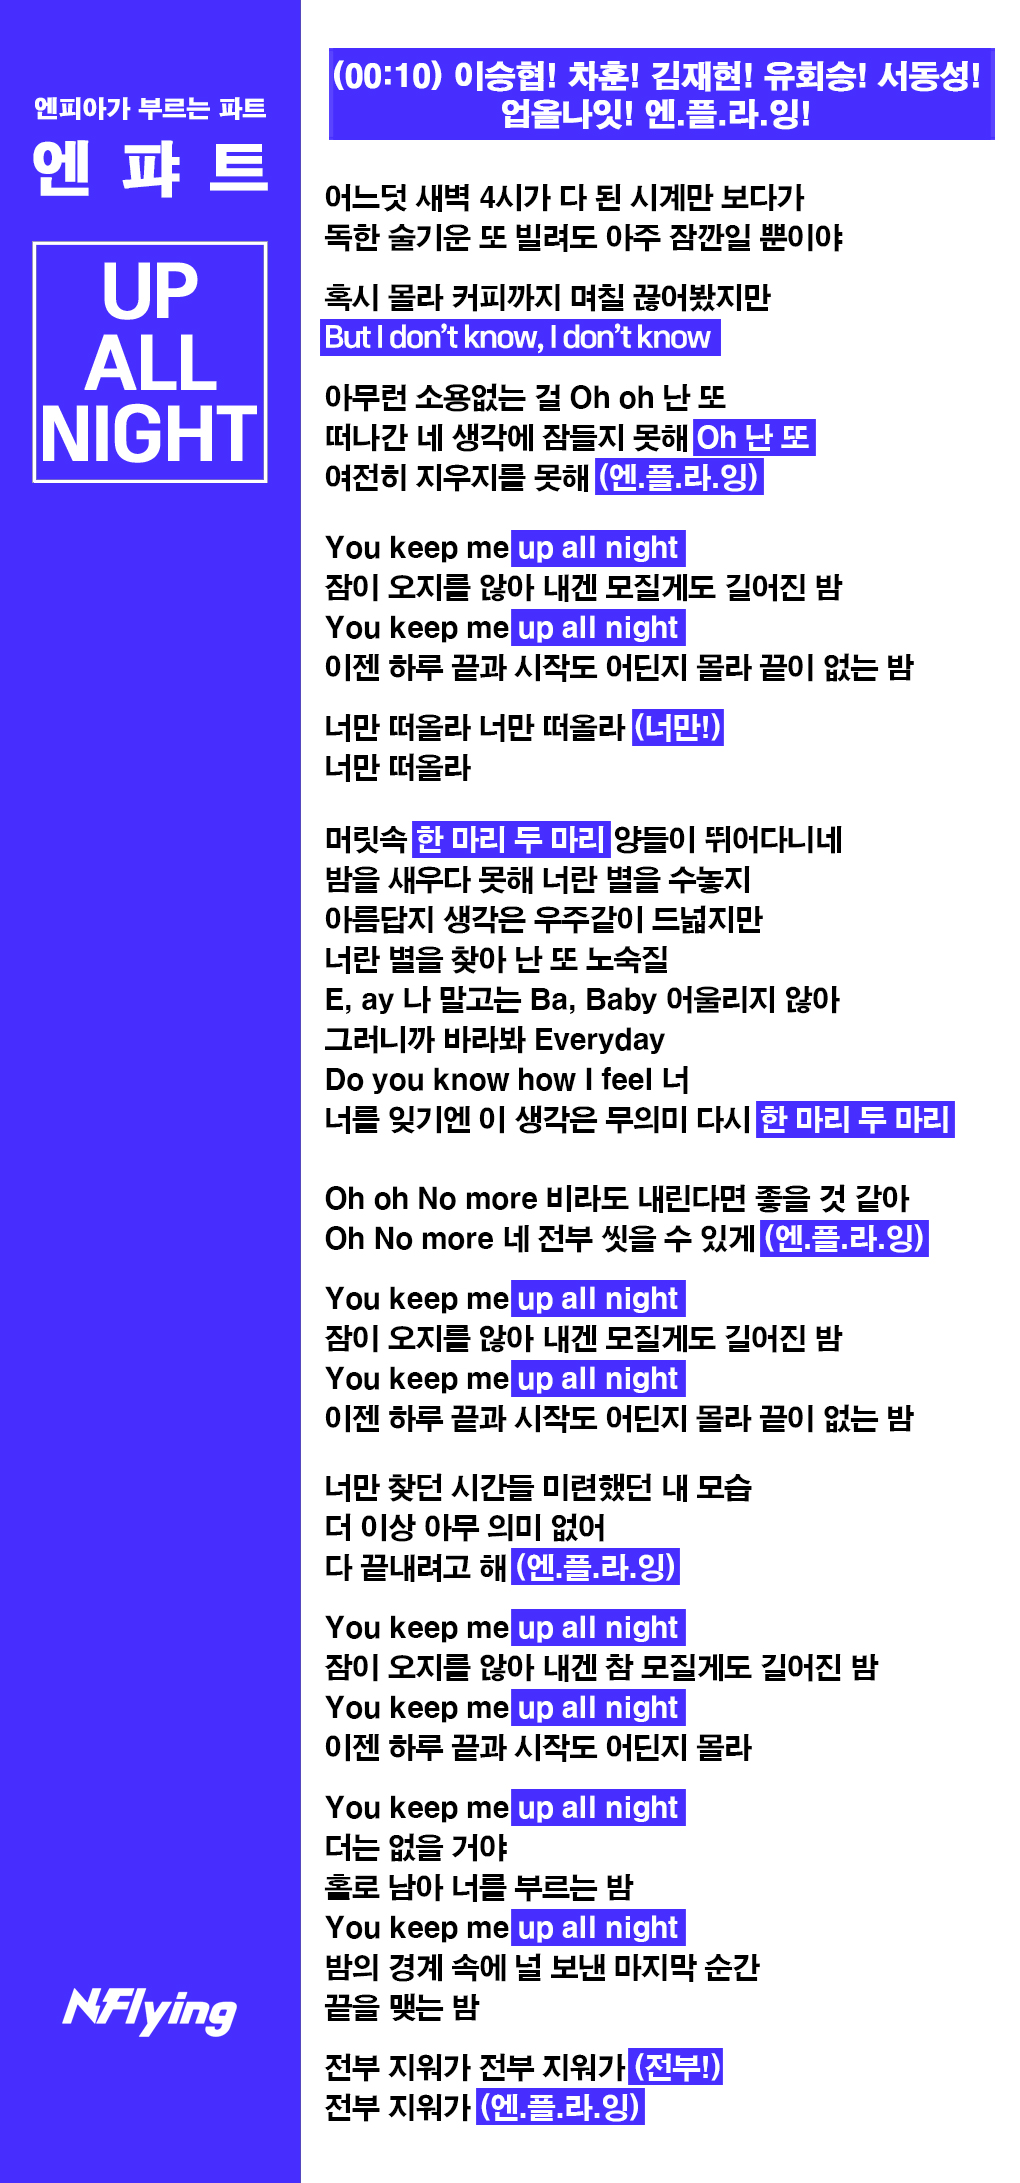 엔피아가 부르는 파트
엔 퍄 트
UP
ALL
NIGHT
(00:10) 이승협! 차훈! 김재현! 유회승! 서동성!
업올나잇! 엔.플.라.잉!
어느덧 새벽 4시가 다 된 시계만 보다가
독한 술기운 또 빌려도 아주 잠깐일 뿐이야
혹시 몰라 커피까지 며칠 끊어봤지만
But I don't know, I don't know
아무런 소용없는 걸 Oh oh 난 또
떠나간 네 생각에 잠들지 못해 Oh 난 또
여전히 지우지를 못해 (엔.플.라.잉)
You keep me up all night
잠이 오지를 않아 내겐 모질게도 길어진 밤
You keep me up all night
이젠 하루 끝과 시작도 어딘지 몰라 끝이 없는 밤
너만 떠올라 너만 떠올라 (너만!)
너만 떠올라
머릿속 한 마리 두 마리 양들이 뛰어다니네
밤을 새우다 못해 너란 별을 수놓지
아름답지 생각은 우주같이 드넓지만
너란 별을 찾아 난 또 노숙질
E, ay 나 말고는 Ba, Baby 어울리지 않아
그러니까 바라봐 Everyday
Do you know how I feel 너
너를 잊기엔 이 생각은 무의미 다시 한 마리 두 마리
Oh oh No more 비라도 내린다면 좋을 것 같아
Oh No more 네 전부 씻을 수 있게 (엔.플.라.잉)
You keep me up all night
잠이 오지를 않아 내겐 모질게도 길어진 밤
You keep me up all night
이젠 하루 끝과 시작도 어딘지 몰라 끝이 없는 밤
너만 찾던 시간들 미련했던 내 모습
더 이상 아무 의미 없어
다 끝내려고 해 (엔.플.라.잉)
You keep me up all night
잠이 오지를 않아 내겐 참 모질게도 길어진 밤
You keep me up all night
이젠 하루 끝과 시작도 어딘지 몰라
You keep me up all night
더는 없을 거야
홀로 남아 너를 부르는 밤
You keep me up all night
밤의 경계 속에 널 보낸 마지막 순간
끝을 맺는 밤
전부 지워가 전부 지워가 (전부!)
전부 지워가 (엔.플.라.잉)
N.Flying